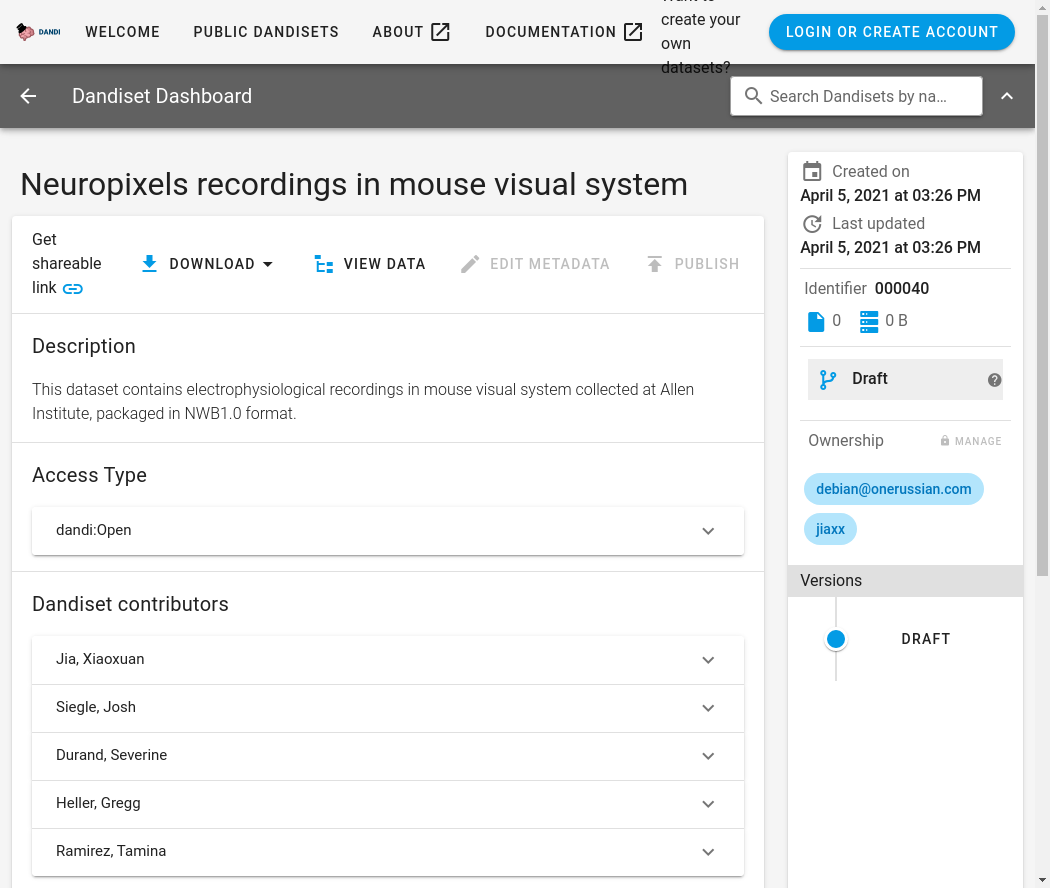 DANDI
WELCOME
PUBLIC DANDISETS
ABOUT
DOCUMENTATION
create your
own
datasets?
LOGIN OR CREATE ACCOUNT
Dandiset Dashboard
Search Dandisets by na…
Neuropixels recordings in mouse visual system
Get
shareable
link
DOWNLOAD
VIEW DATA
EDIT METADATA
PUBLISH
Description
This dataset contains electrophysiological recordings in mouse visual system collected at Allen
Institute, packaged in NWB1.0 format.
Access Type
dandi:Open
Dandiset contributors
Jia, Xiaoxuan
Siegle, Josh
Durand, Severine
Heller, Gregg
Ramirez, Tamina
Created on
April 5, 2021 at 03:26 PM
Last updated
April 5, 2021 at 03:26 PM
Identifier 000040
0
0 B
Draft
Ownership
MANAGE
debian@onerussian.com
jiaxx
Versions
DRAFT